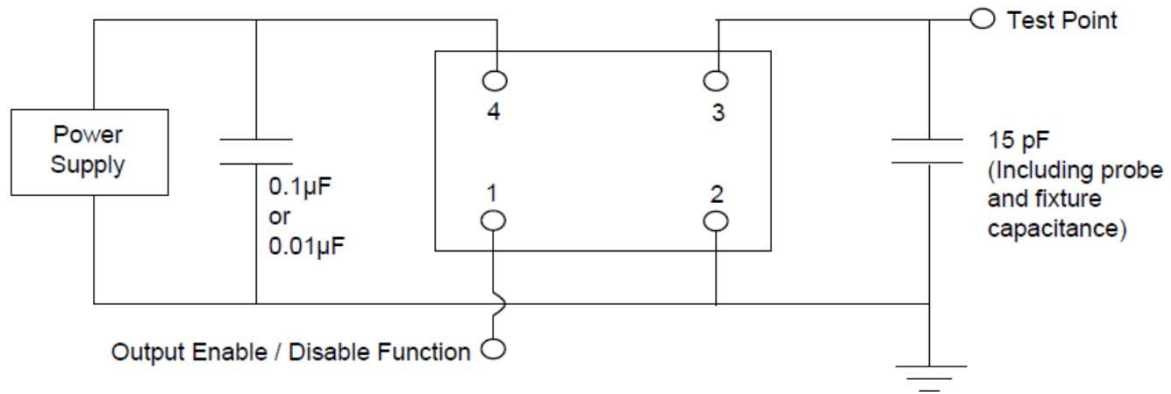 Test Point
4
3
Power
Supply
0.1µF
or
0.01µF
1
2
15 pF
(Including probe
and fixture
capacitance)
Output Enable / Disable Function